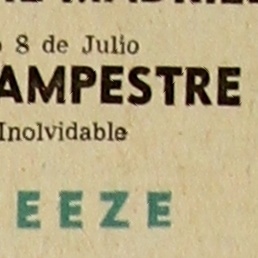 8 de Julio
AMPESTRE
Inolvidable
EEZE